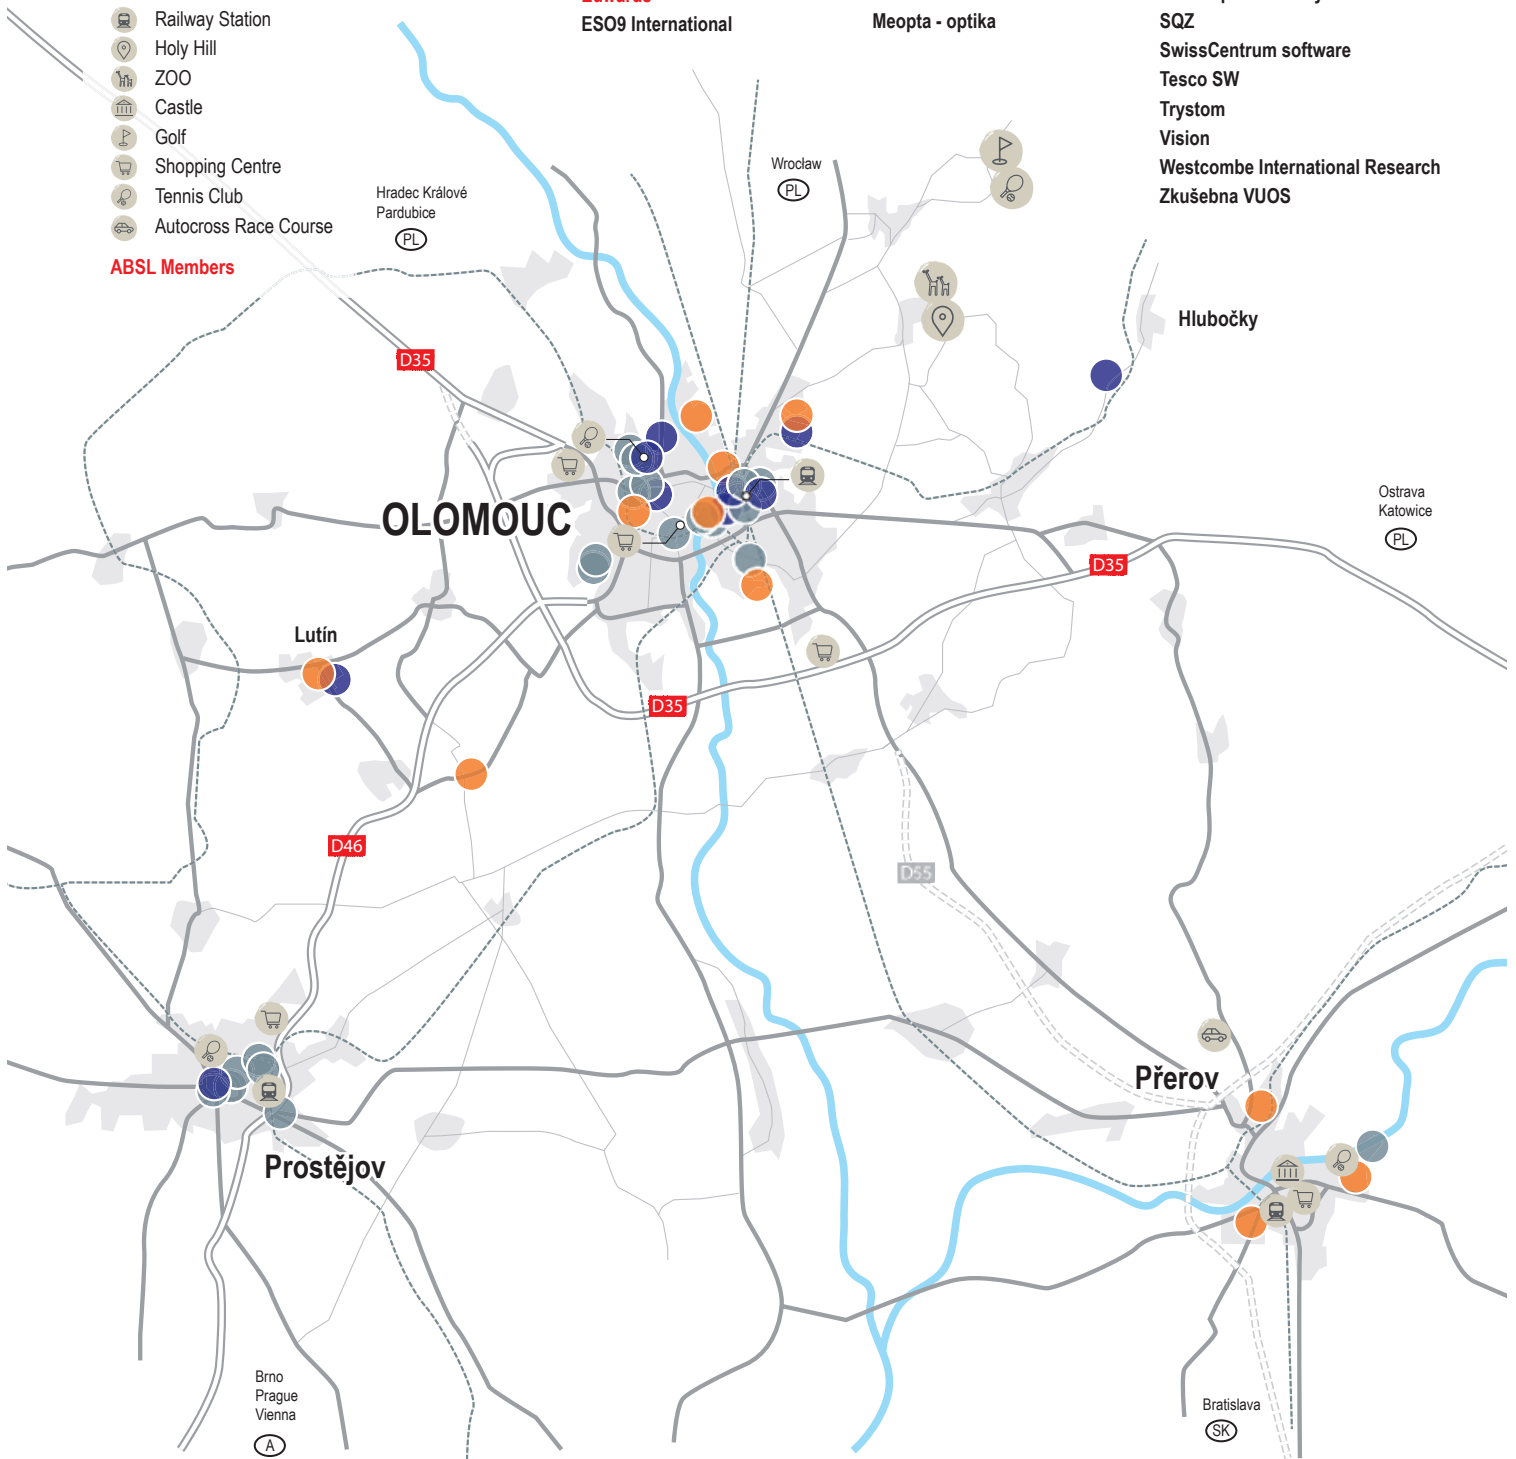 Railway Station
Holy Hill
ZOO
Castle
Golf
Shopping Centre
Tennis Club
Autocross Race Course
ABSL Members
ESO9 International
Meopta - optika
SQZ
SwissCentrum software
Tesco SW
Trystom
Vision
Westcombe International Research
Zkušebna VUOS
Hradec Králové
Pardubice
PL
Wrocław
PL
Hlubočky
D35
OLOMOUC
Ostrava
Katowice
PL
D35
Lutín
D35
D46
D55
Přerov
Prostějov
Brno
Prague
Vienna
A
Bratislava
SK